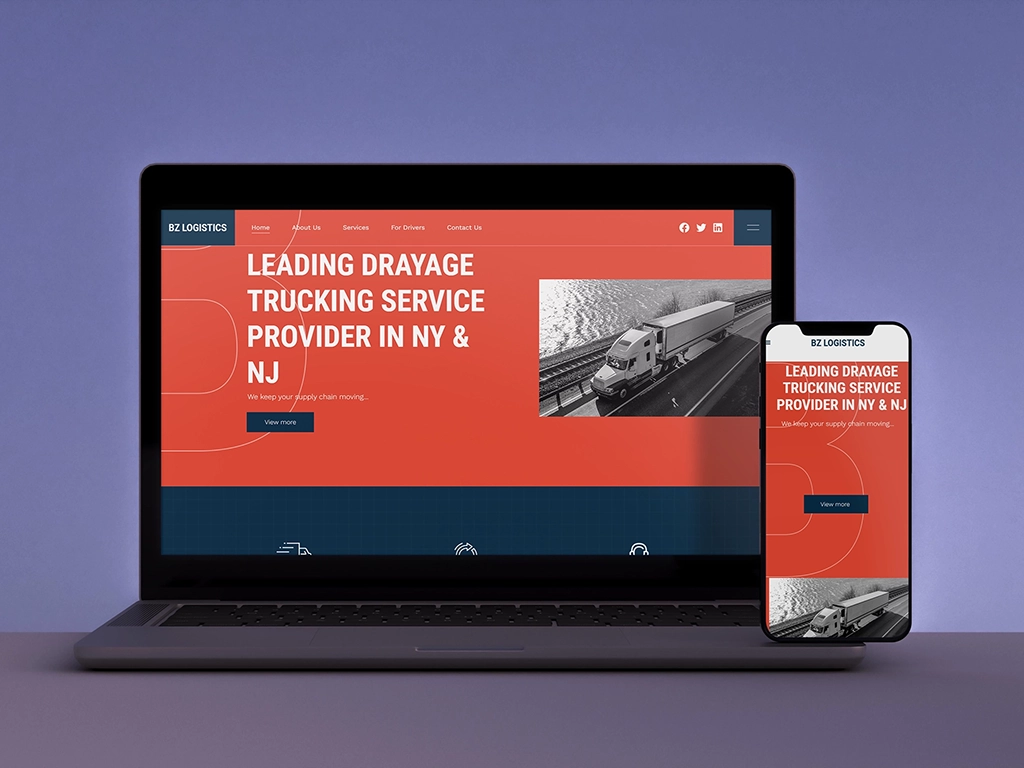 BZ LOGISTICS
Home About Us Services For Drivers Contact Us
LEADING DRAYAGE
TRUCKING SERVICE
PROVIDER IN NY &
NJ
We keep your supply chain moving...
View more
BZ LOGISTICS
LEADING DRAYAGE
TRUCKING SERVICE
PROVIDER IN NY & NJ
We keep your supply chain moving...
View more